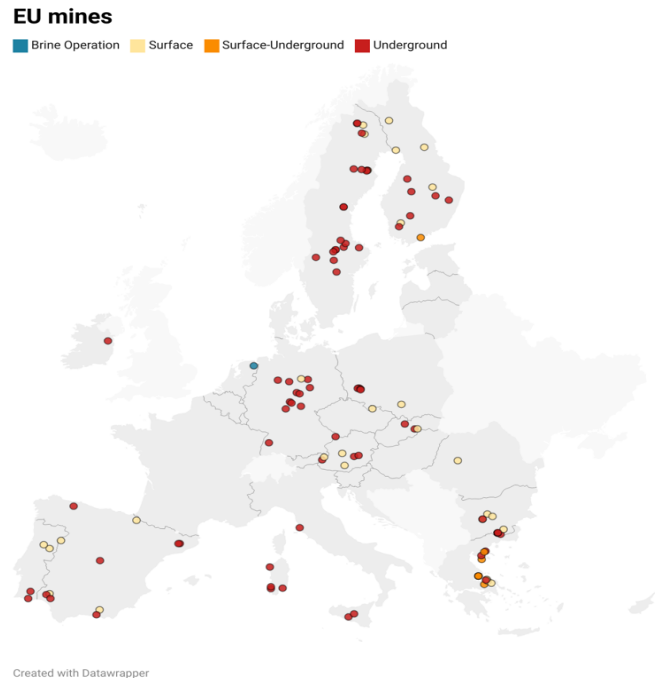 EU mines
Brine Operation Surface Surface-Underground Underground
Created with Datawrapper